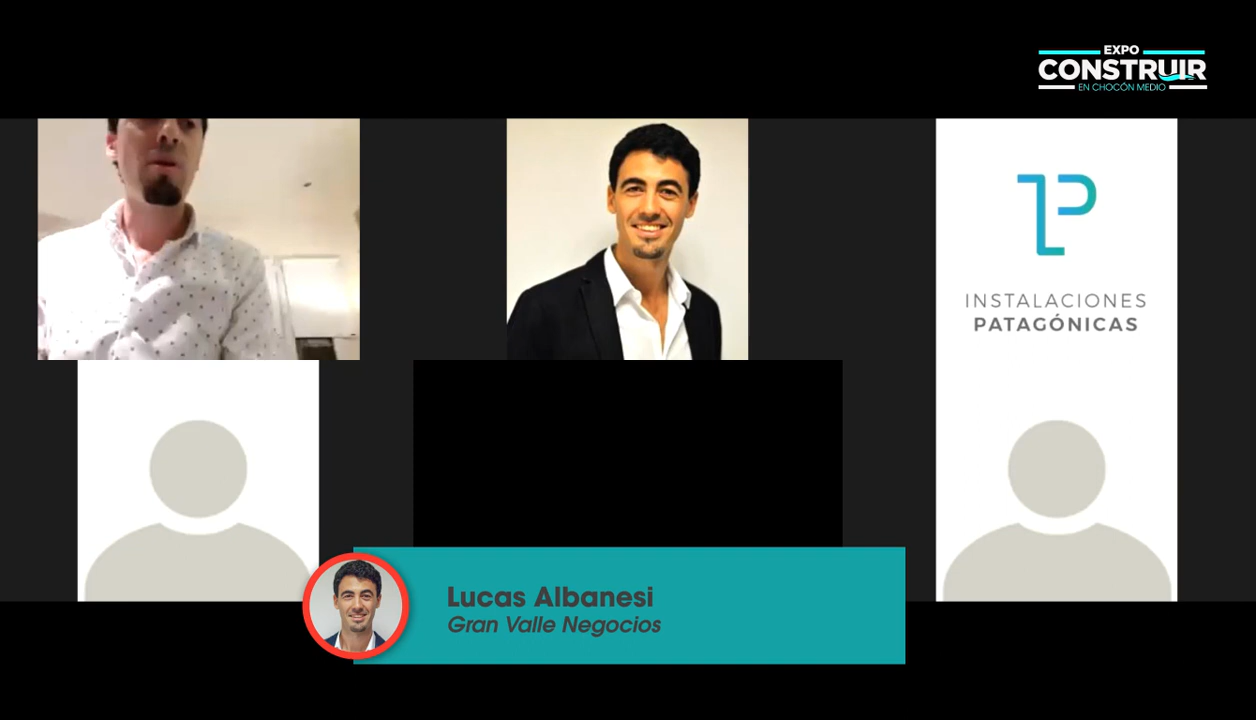 EXPO
CONSTRUIR
EN CHOCÓN MEDIO
INSTALACIONES
PATAGÓNICAS
Lucas Albanesi
Gran Valle Negocios